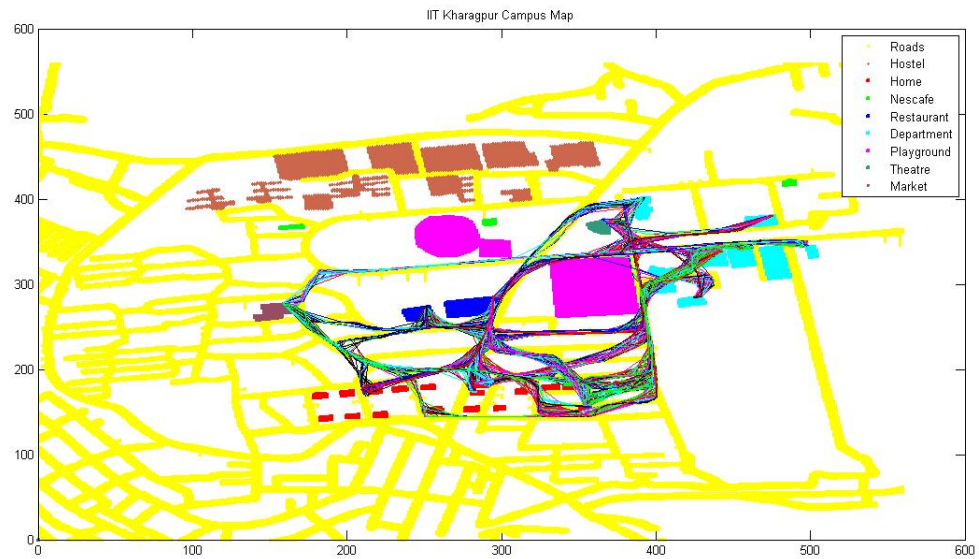 IIT Kharagpur Campus Map
600
500
400
300
200
100
0
0 100 200 300 400 500 600
Roads
Hostel
Home
Nescafe
Restaurant
Department
Playground
Theatre
Market